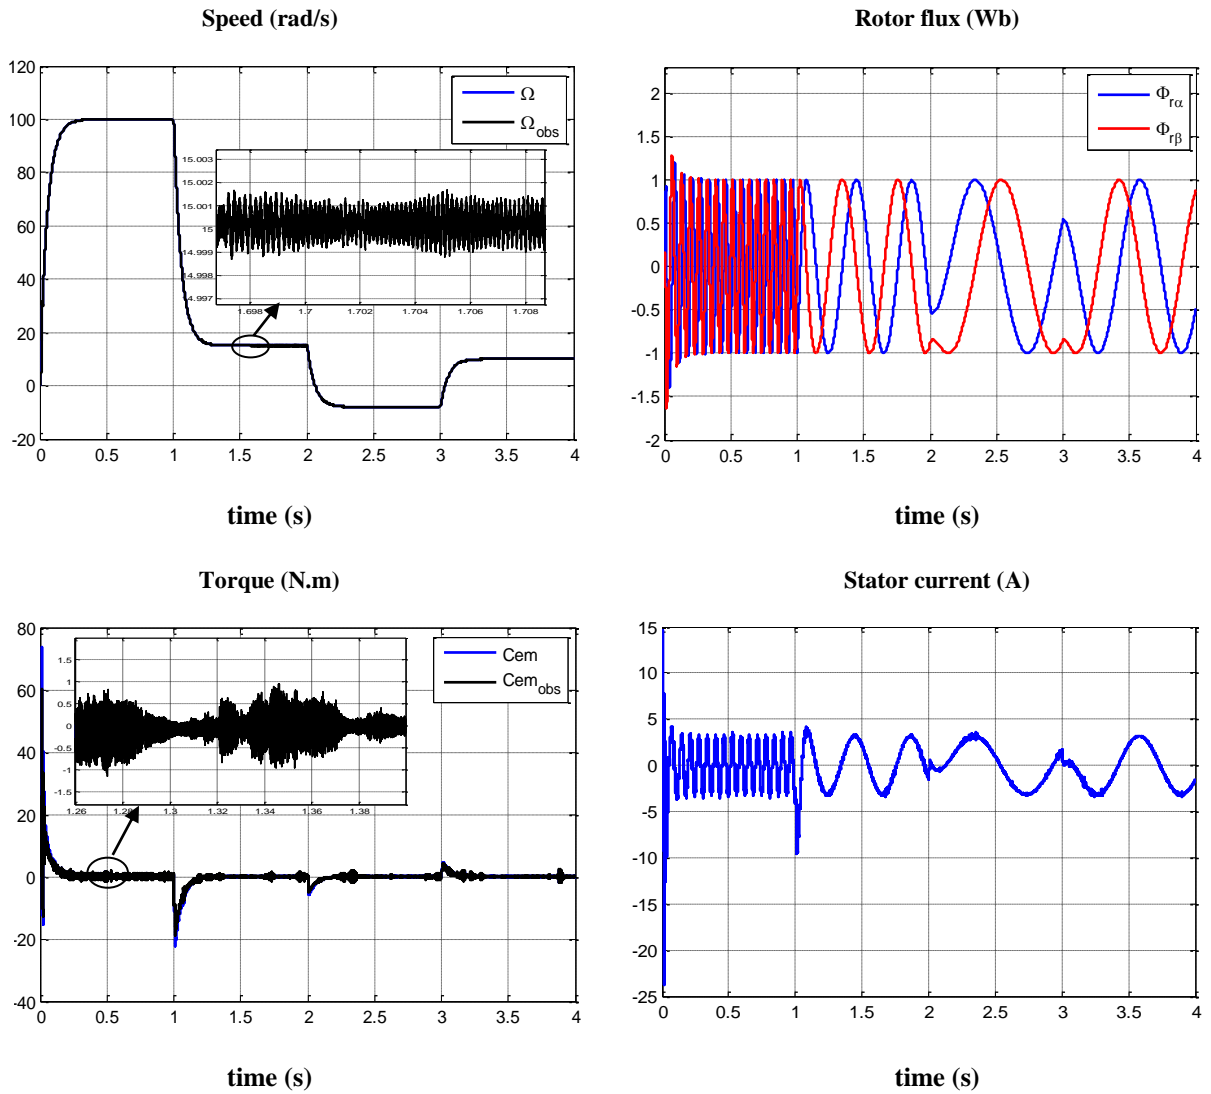 Speed (rad/s)
120
100
80
60
40
20
0
-20
Ω
Ωobs
15.003
15.002
15.001
15
14.999
14.998
14.997
1.698 1.7 1.702 1.704 1.706 1.708
0 0.5 1 1.5 2 2.5 3 3.5 4
time (s)
Rotor flux (Wb)
2
1.5
1
0.5
0
-0.5
-1
-1.5
-2
Φrα
Φrβ
0 0.5 1 1.5 2 2.5 3 3.5 4
time (s)
Torque (N.m)
80
60
40
20
0
-20
-40
Cem
Cemobs
1.5
1
0.5
0
-0.5
-1
-1.5
1.26 1.28 1.3 1.32 1.34 1.36 1.38
0 0.5 1 1.5 2 2.5 3 3.5 4
time (s)
Stator current (A)
15
10
5
0
-5
-10
-15
-20
-25
0 0.5 1 1.5 2 2.5 3 3.5 4
time (s)